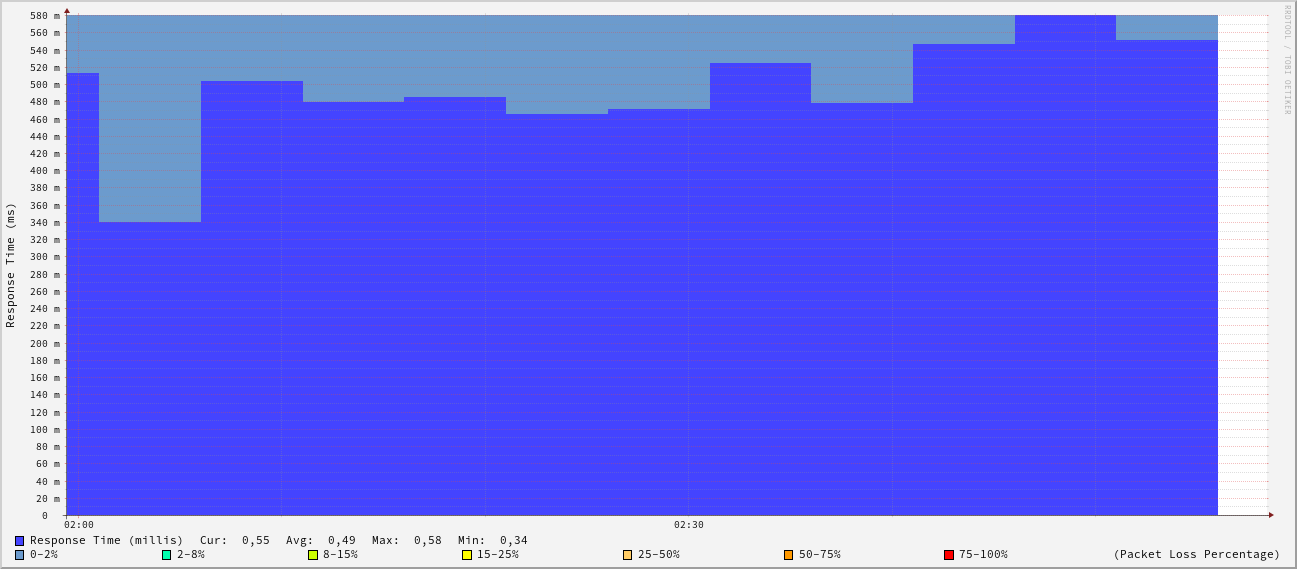 RRDTOOL / TOBI OETIKER
Response Time (ms)
580 m
560 m
540 m
520 m
500 m
480 m
460 m
440 m
420 m
400 m
380 m
360 m
340 m
320 m
300 m
280 m
260 m
240 m
220 m
200 m
180 m
160 m
140 m
120 m
100 m
80 m
60 m
40 m
20 m
0
02:00 02:30
Response Time (millis) Cur: 0,55 Avg: 0,49 Max: 0,58 Min: 0,34
0-2% 2-8% 8-15% 15-25% 25-50% 50-75% 75-100% (Packet Loss Percentage)